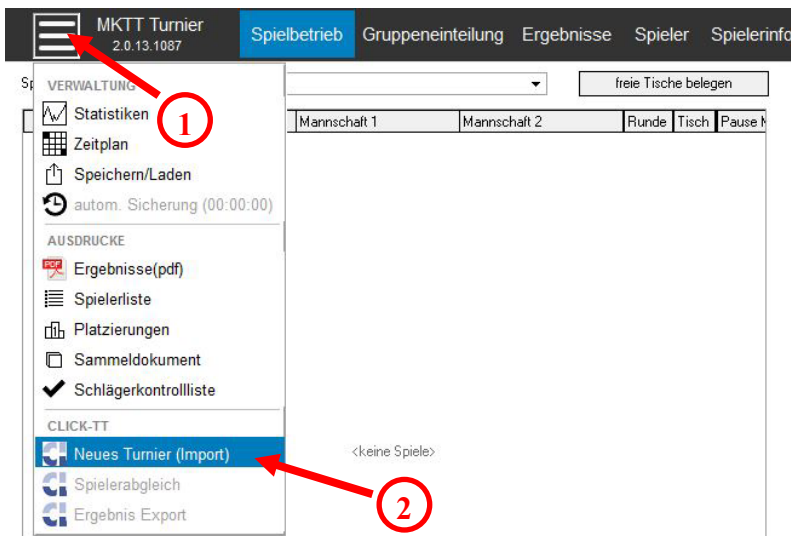 MKTT Turnier
2.0.13.1087
Spielbetrieb Gruppeneinteilung Ergebnisse Spieler Spielerinfo
VERWALTUNG
freie Tische belegen
1
Statistiken
Mannschaft 1 Mannschaft 2 Runde Tisch Pause
Zeitplan
Speichern/Laden
autom. Sicherung (00:00:00)
AUSDRUCKE
PDF
Ergebnisse(pdf)
Spielerliste
Platzierungen
Sammeldokument
Schlägerkontrollliste
CLICK-TT
Neues Turnier (Import)
<keine Spiele>
Spielerabgleich
2
Ergebnis Export